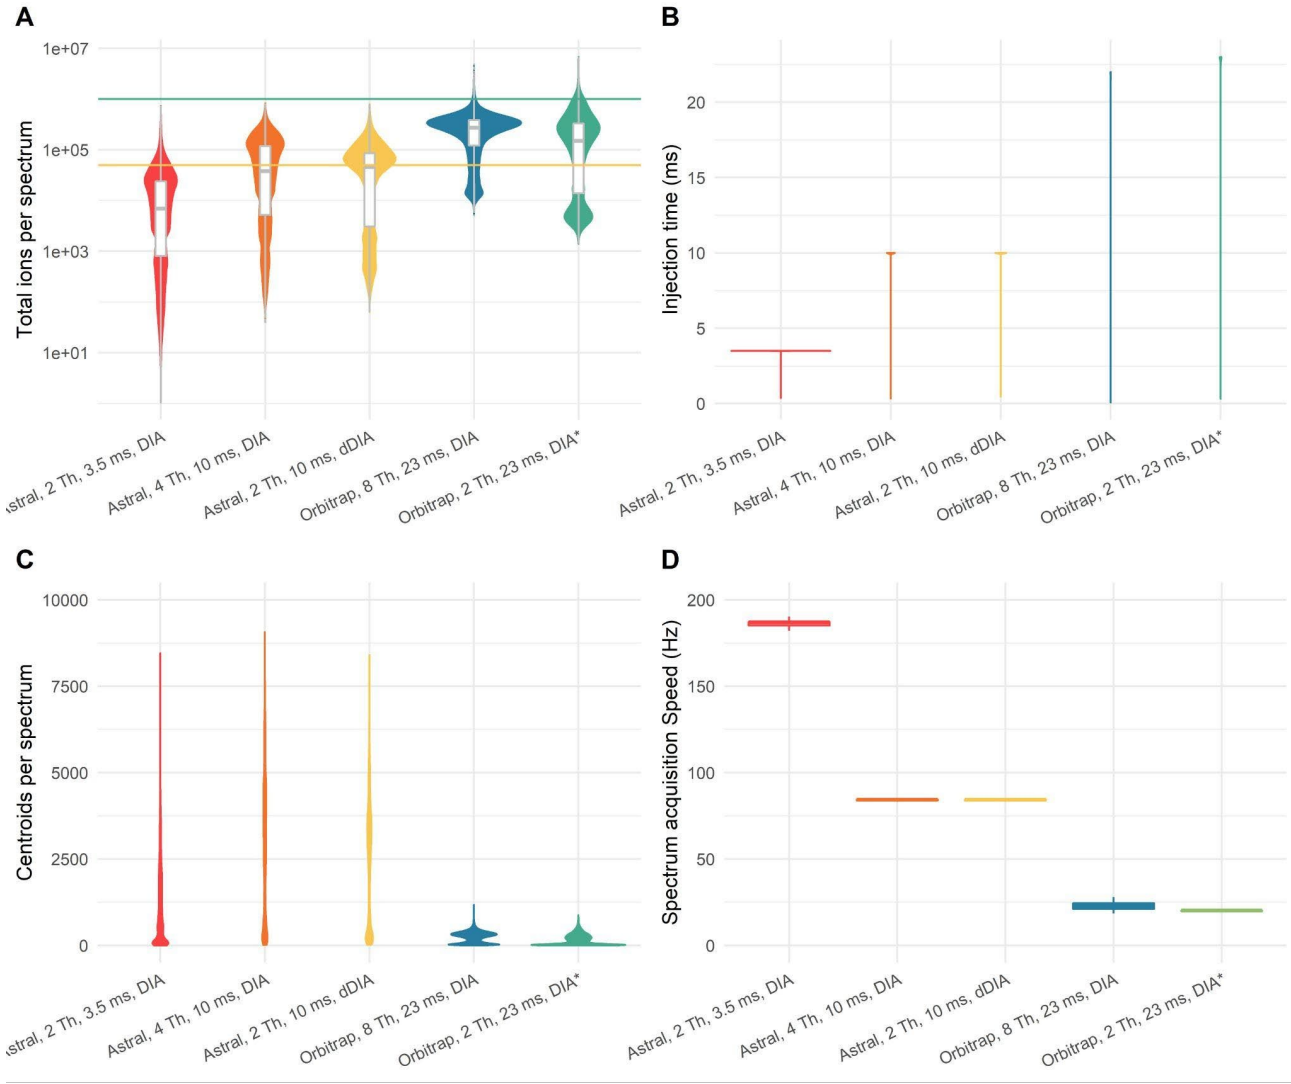 A
Total ions per spectrum
1e+07
1e+05
1e+03
1e+01
stral, 2 Th, 3.5 ms, DIA
Astral, 4 Th, 10 ms, DIA
Astral, 2 Th, 10 ms, dDIA
Orbitrap, 8 Th, 23 ms, DIA
Orbitrap, 2 Th, 23 ms, DIA*
B
Injection time (ms)
20
15
10
5
0
Astral, 2 Th, 3.5 ms, DIA
Astral, 4 Th, 10 ms, DIA
Astral, 2 Th, 10 ms, dDIA
Orbitrap, 8 Th, 23 ms, DIA
Orbitrap, 2 Th, 23 ms, DIA*
C
Centroids per spectrum
10000
7500
5000
2500
0
stral, 2 Th, 3.5 ms, DIA
Astral, 4 Th, 10 ms, DIA
Astral, 2 Th, 10 ms, dDIA
Orbitrap, 8 Th, 23 ms, DIA
Orbitrap, 2 Th, 23 ms, DIA*
D
Spectrum acquisition Speed (Hz)
200
150
100
50
0
Astral, 2 Th, 3.5 ms, DIA
Astral, 4 Th, 10 ms, DIA
Astral, 2 Th, 10 ms, dDIA
Orbitrap, 8 Th, 23 ms, DIA
Orbitrap, 2 Th, 23 ms, DIA*